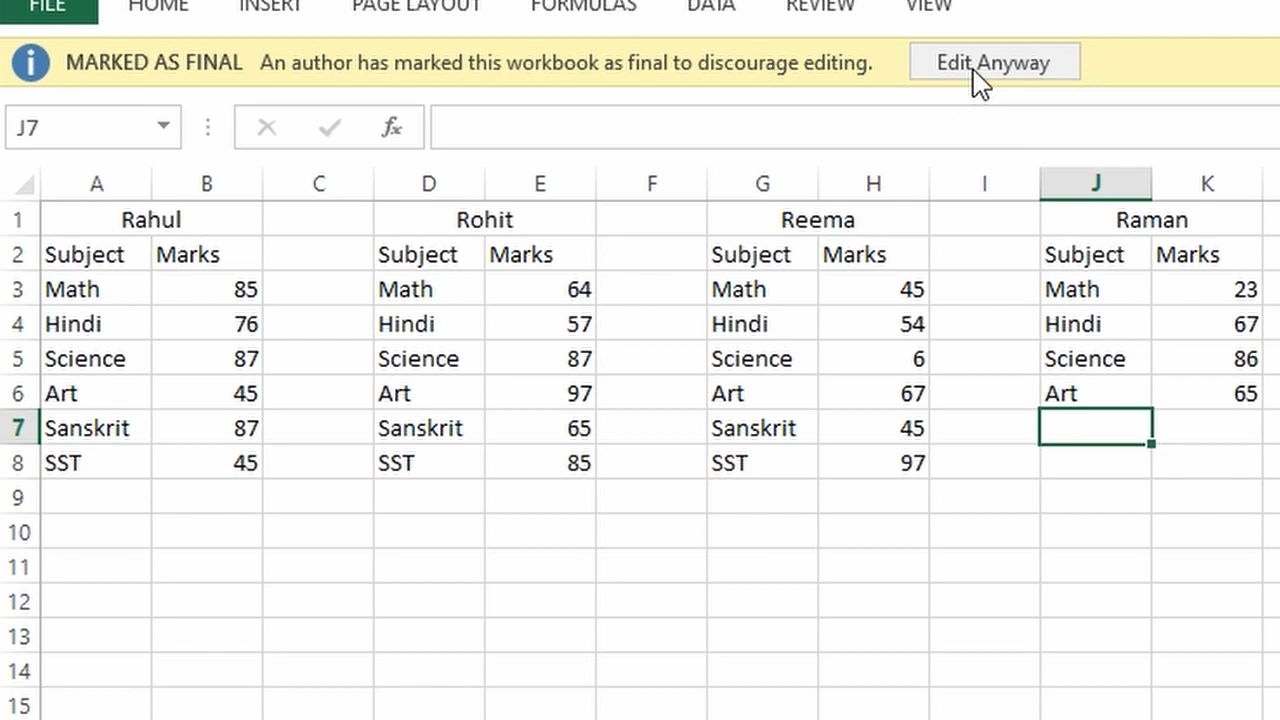 FILE HOME INSERT PAGE LAYOUT FORMULAS DATA REVIEW VIEW
MARKED AS FINAL An author has marked this workbook as final to discourage editing. Edit Anyway
J7 fx
A B C D E F G H I J K
1 Rahul Rohit Reema Raman
2 Subject Marks Subject Marks Subject Marks Subject Marks
3 Math 85 Math 64 Math 45 Math 23
4 Hindi 76 Hindi 57 Hindi 54 Hindi 67
5 Science 87 Science 87 Science 6 Science 86
6 Art 45 Art 97 Art 67 Art 65
7 Sanskrit 87 Sanskrit 65 Sanskrit 45
8 SST 45 SST 85 SST 97
9
10
11
12
13
14
15